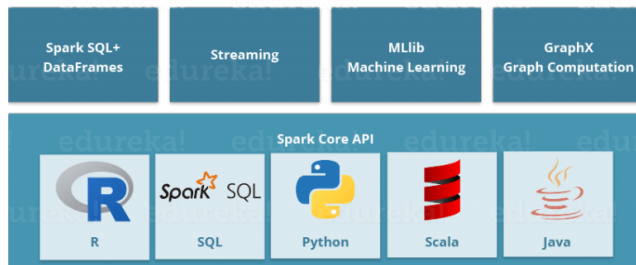 Spark SQL+
DataFrames
Streaming
MLlib
Machine Learning
GraphX
Graph Computation
edureka!
Spark Core API
R
Spark SQL
R
SQL
Python
Scala
Java